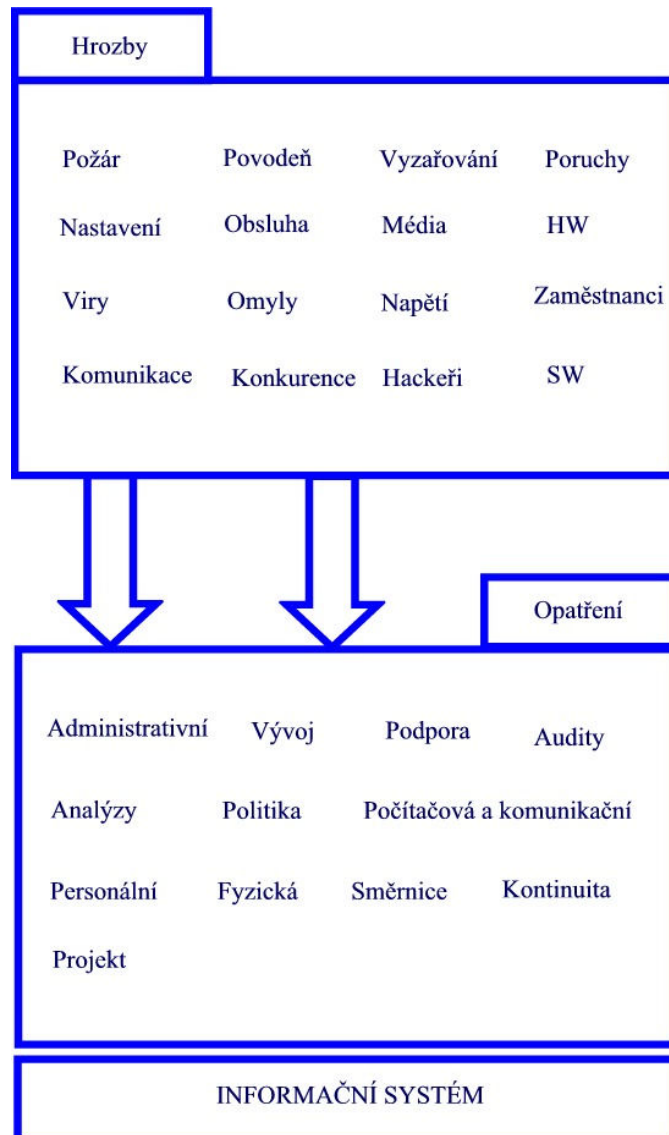 Hrozby
Požár Povodeň Vyzařování Poruchy
Nastavení Obsluha Média HW
Viry Omyly Napětí Zaměstnanci
Komunikace Konkurence Hackeři SW
Opatření
Administrativní Vývoj Podpora Audity
Analýzy Politika Počítačová a komunikační
Personální Fyzická Směrnice Kontinuita
Projekt
INFORMAČNÍ SYSTÉM